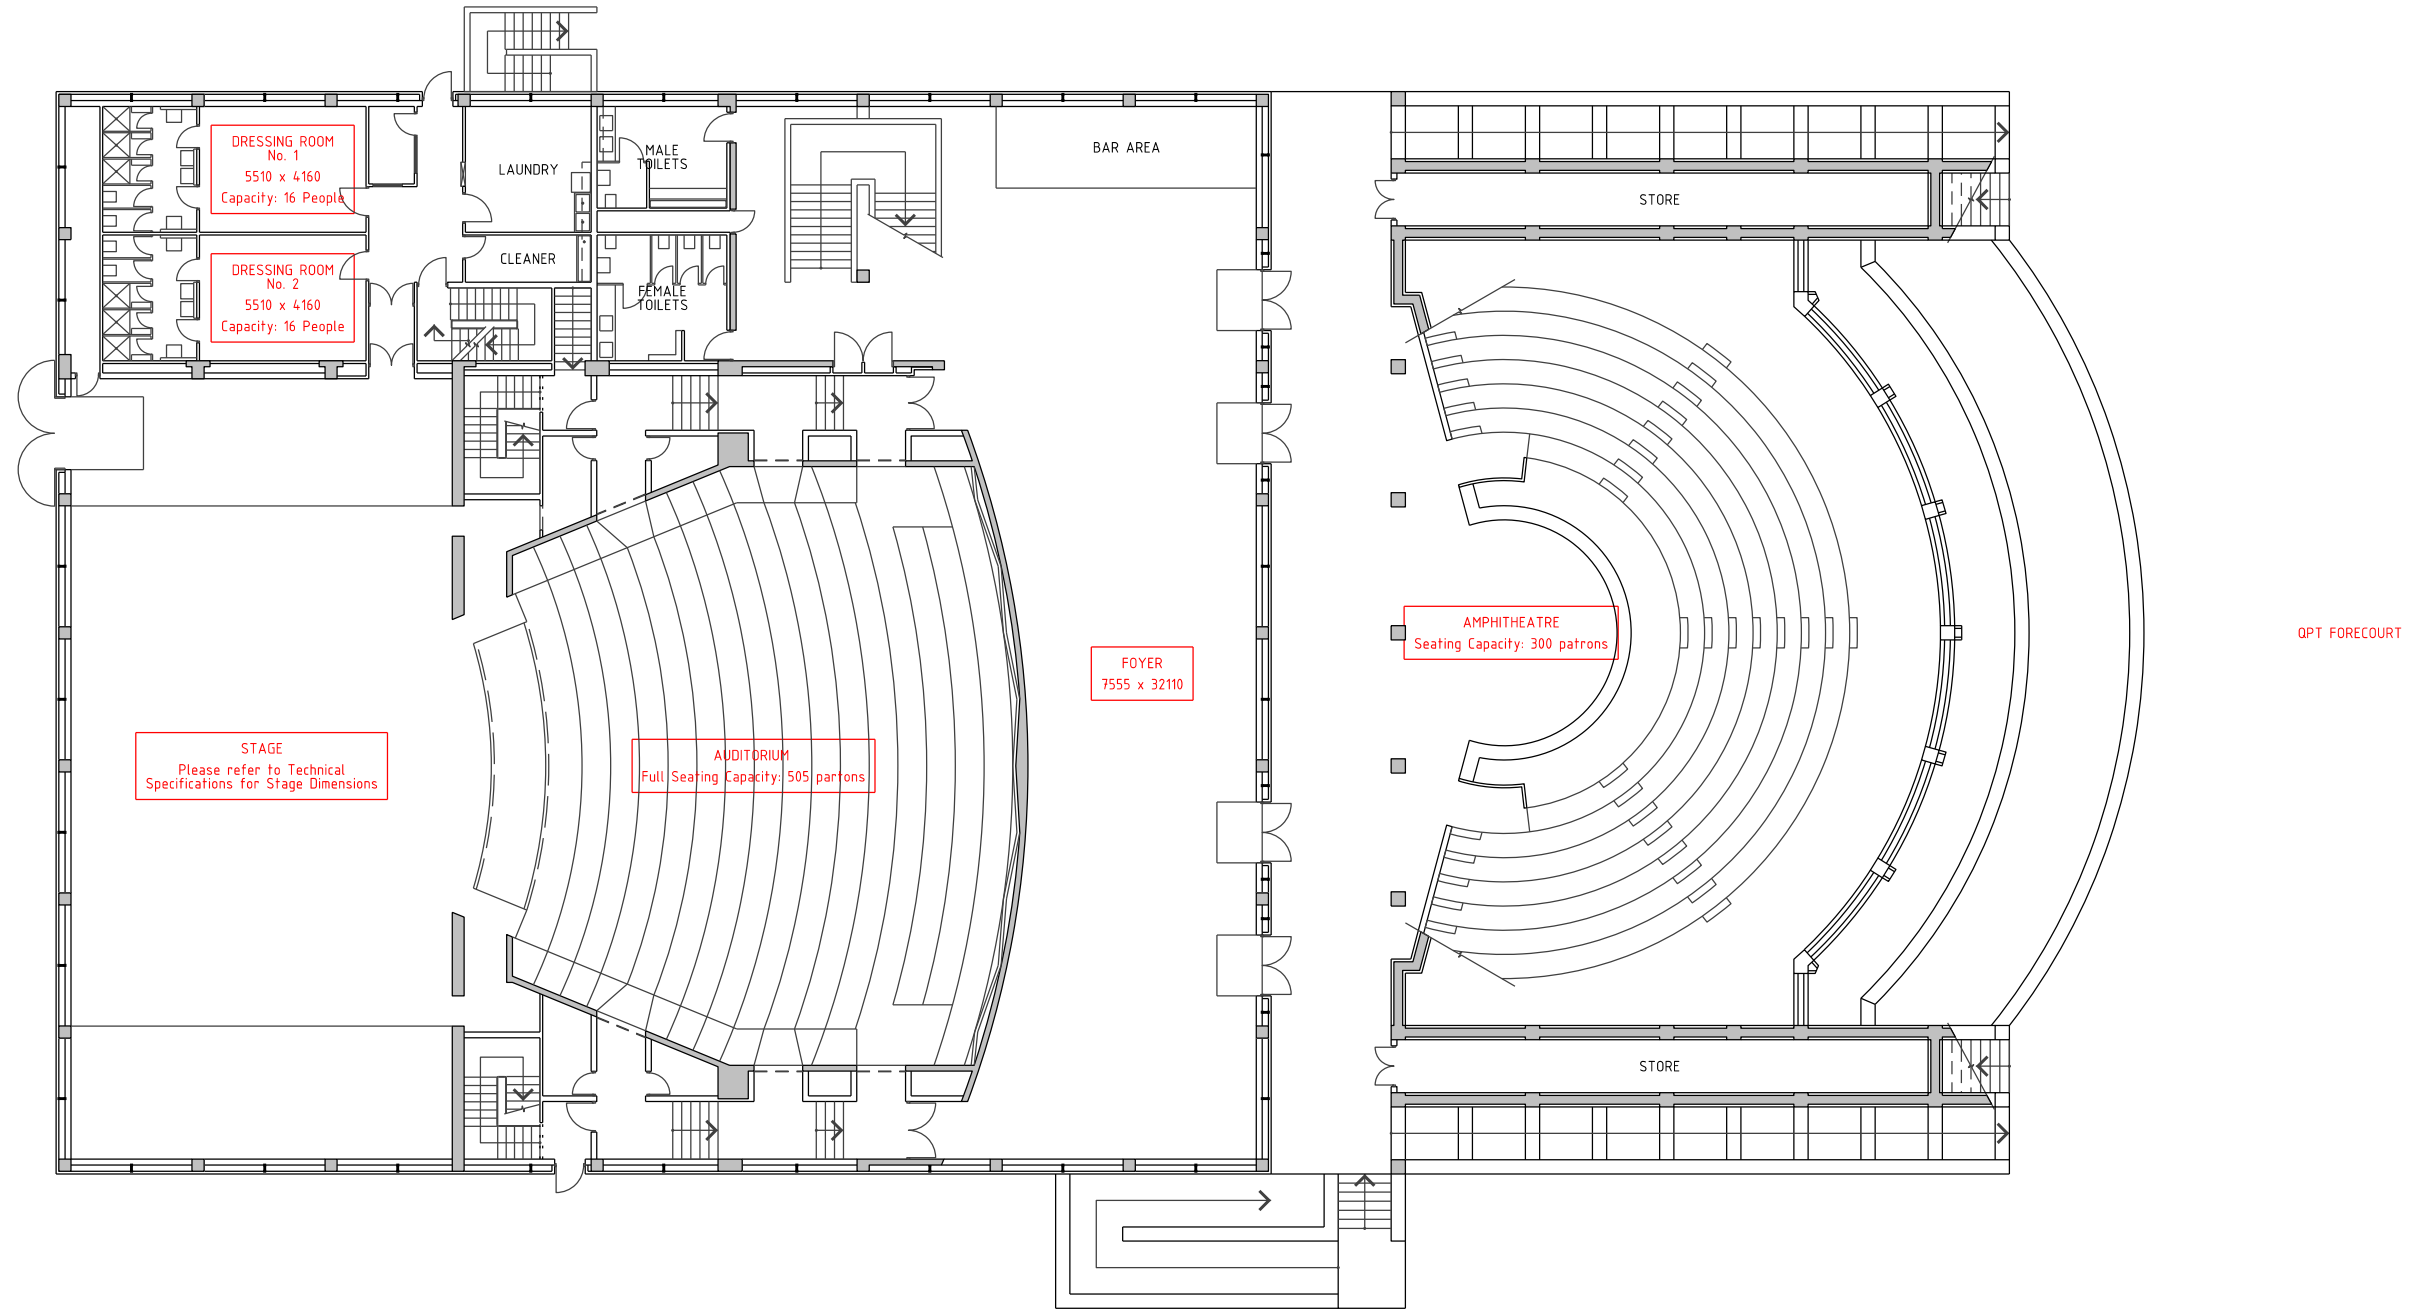 DRESSING ROOM
No. 1
5510 x 4160
Capacity: 16 People
LAUNDRY
MALE
TOILETS
BAR AREA
STORE
DRESSING ROOM
No. 2
5510 x 4160
Capacity: 16 People
CLEANER
FEMALE
TOILETS
AMPHITHEATRE
Seating Capacity: 300 patrons
QPT FORECOURT
FOYER
7555 x 32110
STAGE
Please refer to Technical
Specifications for Stage Dimensions
AUDITORIUM
Full Seating Capacity: 505 partons
STORE